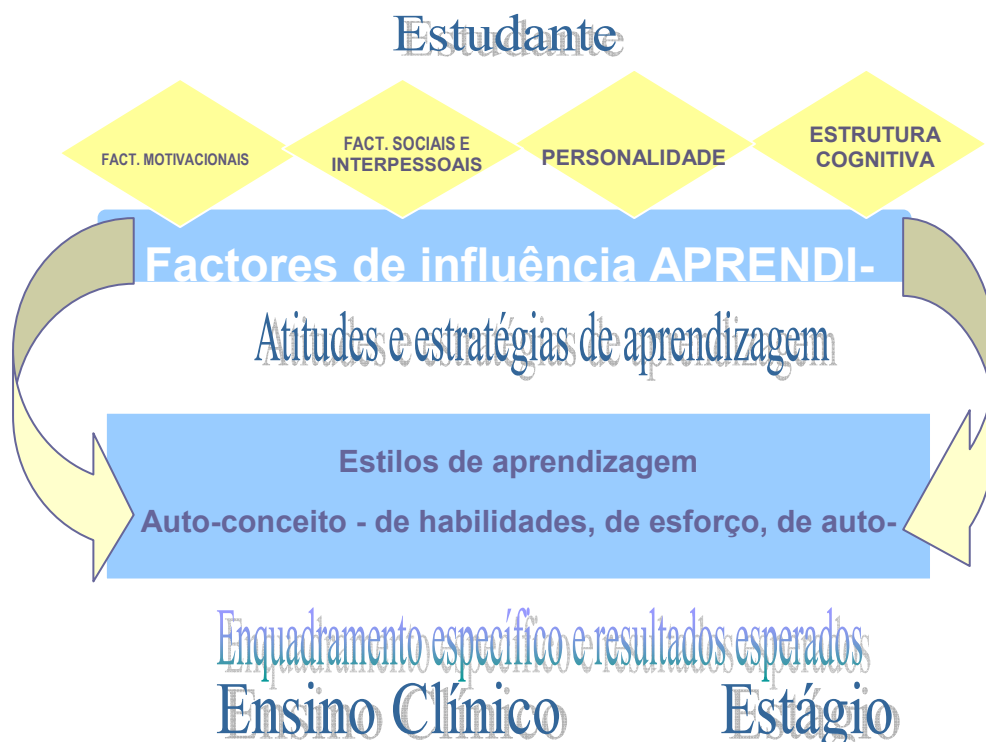 Estudante
FACT. MOTIVACIONAIS
FACT. SOCIAIS E
INTERPESSOAIS
PERSONALIDADE
ESTRUTURA
COGNITIVA
Factores de influência APRENDI-
Atitudes e estratégias de aprendizagem
Estilos de aprendizagem
Auto-conceito - de habilidades, de esforço, de auto-
Enquadramento específico e resultados esperados
Ensino Clínico Estágio